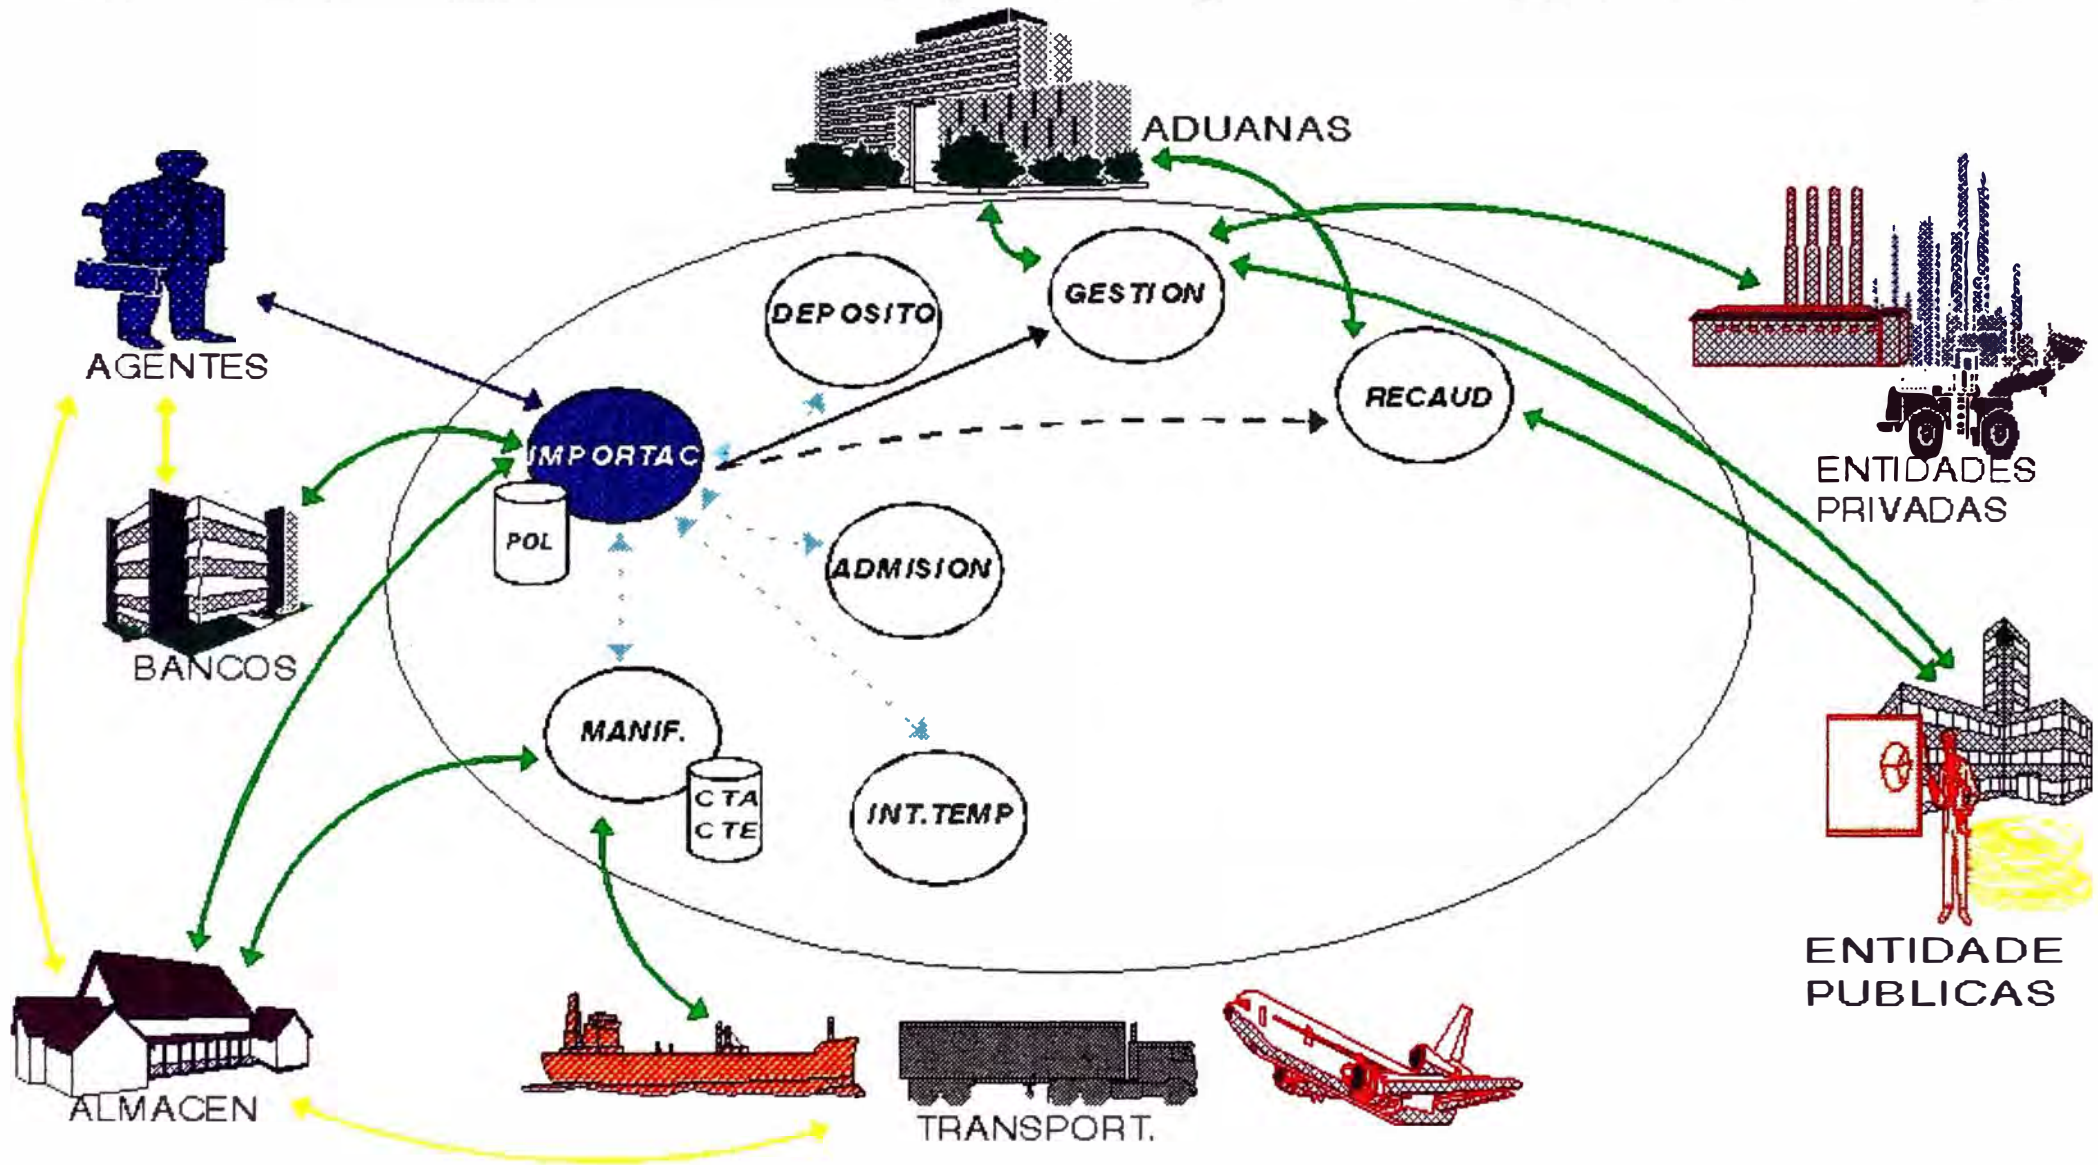 ADUANAS
AGENTES
DEPOSITO
GESTION
RECAUD
IMPORTAC
POL
ENTIDADES
PRIVADAS
ADMISION
BANCOS
MANIF.
CTA
CTE
INT.TEMP
ENTIDADE
PUBLICAS
ALMACEN
TRANSPORT.